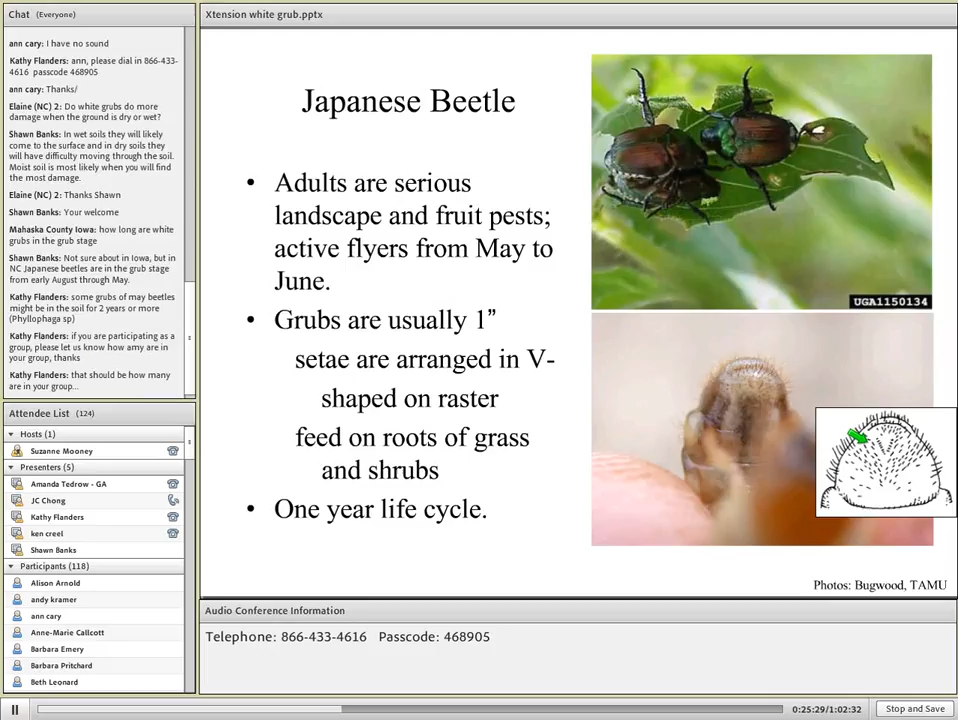 Chat (Everyone)
ann cary: I have no sound
Kathy Flanders: ann, please dial in 866-433-
4616 passcode 468905
ann cary: Thanks/
Elaine (NC) 2: Do white grubs do more
damage when the ground is dry or wet?
Shawn Banks: In wet soils they will likely
come to the surface and in dry soils they
will have difficulty moving through the soil.
Moist soil is most likely when you will find
the most damage.
Elaine (NC) 2: Thanks Shawn
Shawn Banks: Your welcome
Mahaska County Iowa: how long are white
grubs in the grub stage
Shawn Banks: Not sure about in Iowa, but in
NC Japanese beetles are in the grub stage
from early August through May.
Kathy Flanders: some grubs of may beetles
might be in the soil for 2 years or more
(Phyllophaga sp)
Kathy Flanders: if you are participating as a
group, please let us know how amy are in
your group, thanks
Kathy Flanders: that should be how many
are in your group...
Attendee List (124)
Hosts (1)
Suzanne Mooney
Presenters (5)
Amanda Tedrow - GA
JC Chong
Kathy Flanders
ken creel
Shawn Banks
Participants (118)
Alison Arnold
andy kramer
ann cary
Anne-Marie Callcott
Barbara Emery
Barbara Pritchard
Beth Leonard
Xtension white grub.pptx
Japanese Beetle
• Adults are serious
landscape and fruit pests;
active flyers from May to
June.
• Grubs are usually 1”
setae are arranged in V-
shaped on raster
feed on roots of grass
and shrubs
• One year life cycle.
UGA1150134
Photos: Bugwood, TAMU
Audio Conference Information
Telephone: 866-433-4616 Passcode: 468905
0:25:29/1:02:32
Stop and Save